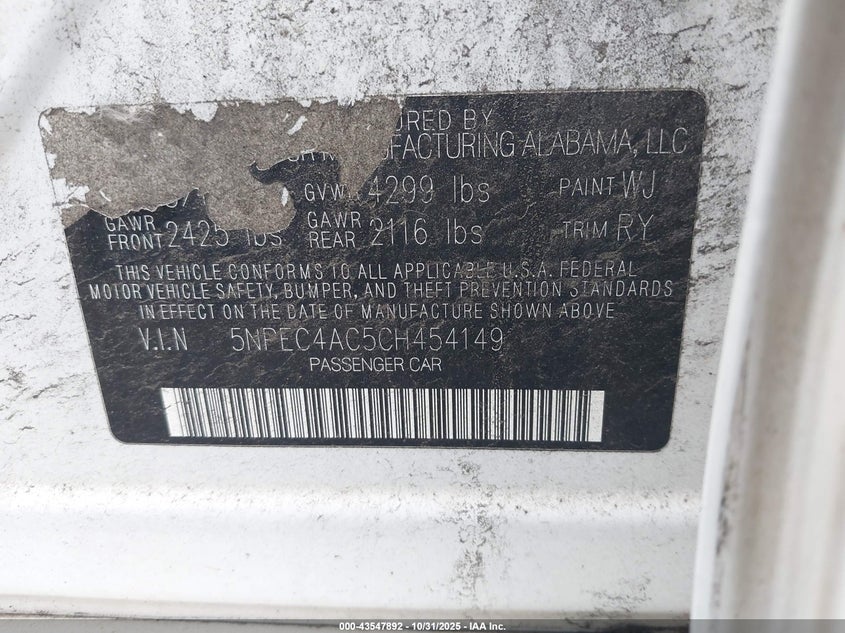 URED BY
FACTURING ALABAMA, LLC
GVW 4299 lbs PAINT WJ
GAWR FRONT 2425 lbs GAWR REAR 2116 lbs TRIM RY
THIS VEHICLE CONFORMS TO ALL APPLICABLE U.S.A. FEDERAL
MOTOR VEHICLE SAFETY, BUMPER, AND THEFT PREVENTION STANDARDS
IN EFFECT ON THE DATE OF MANUFACTURE SHOWN ABOVE
V.I.N 5NPEC4AC5CH454149
PASSENGER CAR
000-43547892 - 10/31/2025 - IAA Inc.